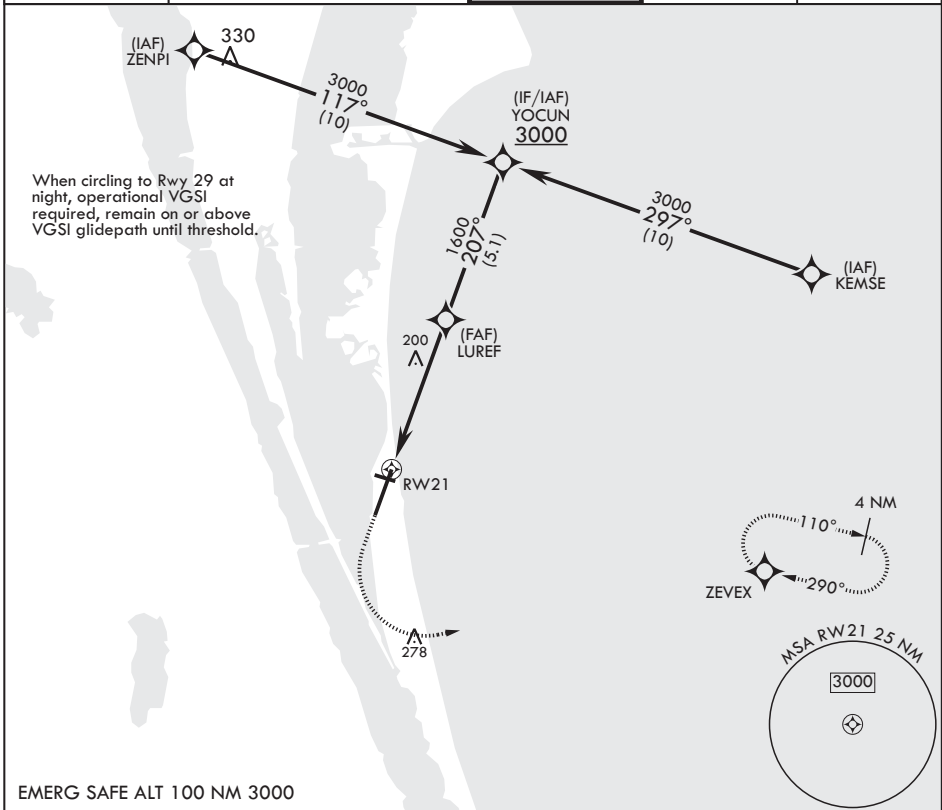 (IAF)
ZENPI
330
3000
117°
(10)
(IF/IAF)
YOCUN
3000
When circling to Rwy 29 at
night, operational VGSI
required, remain on or above
VGSI glidepath until threshold.
3000
297°
(10)
(IAF)
KEMSE
1600
207°
(5.1)
(FAF)
LUREF
200
RW21
4 NM
110°
290°
ZEVEX
278
MSA RW21 25 NM
3000
EMERG SAFE ALT 100 NM 3000